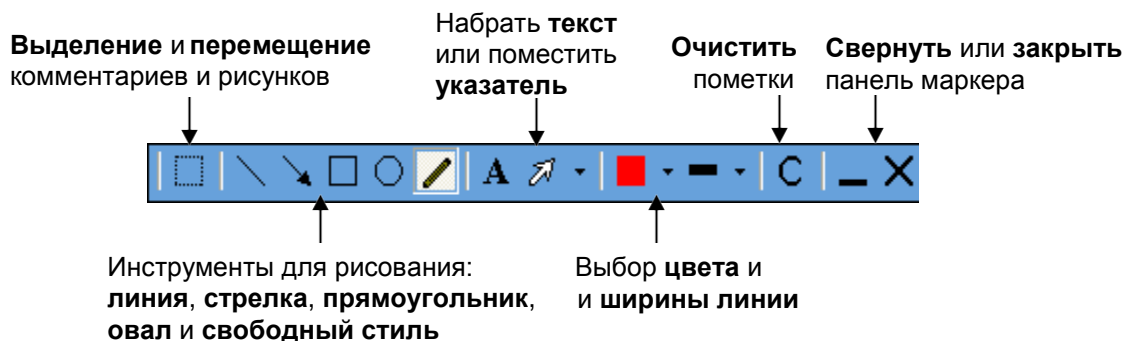 Выделение и перемещение
комментариев и рисунков
Набрать текст
или поместить
указатель
Очистить
пометки
Свернуть или закрыть
панель маркера
A
C
Инструменты для рисования:
линия, стрелка, прямоугольник,
овал и свободный стиль
Выбор цвета и
и ширины линии